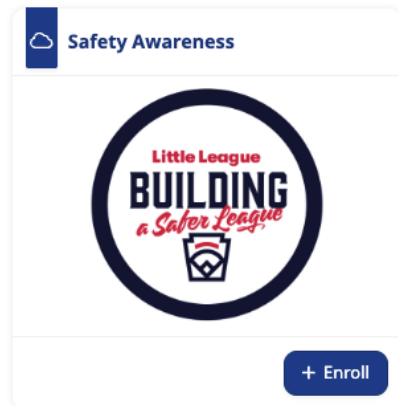 Safety Awareness
Little League
BUILDING
a Safer League
+ Enroll